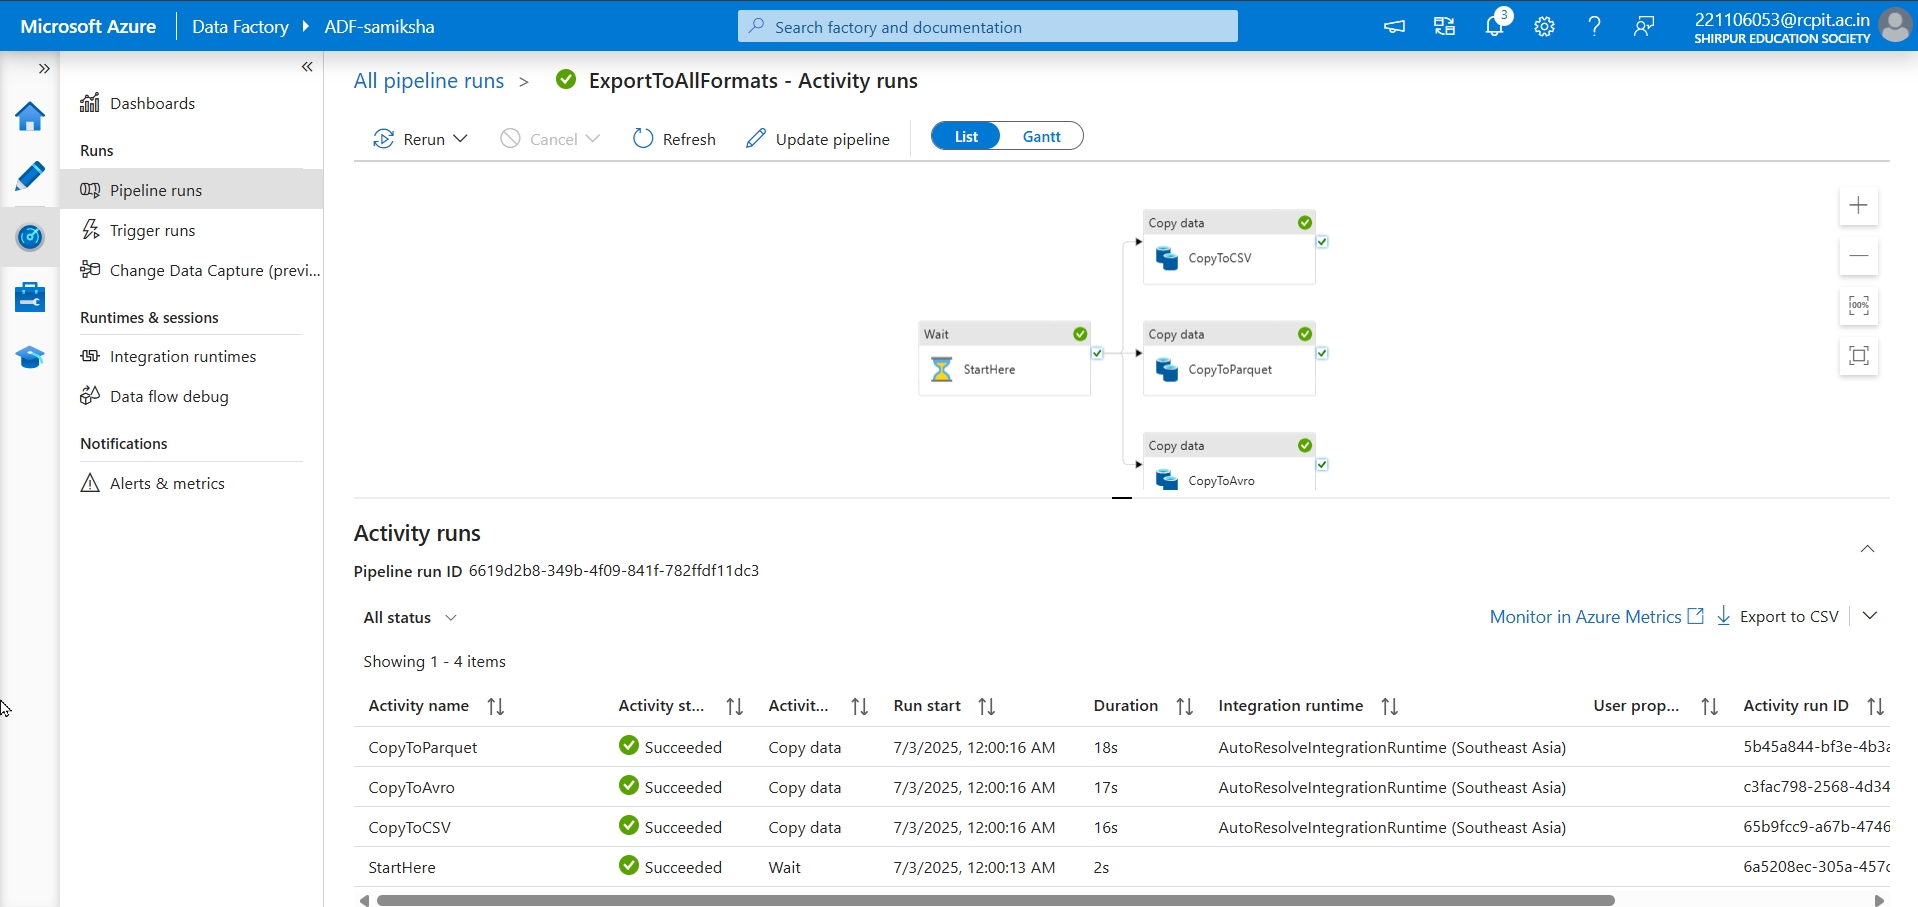 Microsoft Azure
Data Factory
ADF-samiksha
Search factory and documentation
3
221106053@rcpit.ac.in
SHIRPUR EDUCATION SOCIETY
Dashboards
Runs
Pipeline runs
Trigger runs
Change Data Capture (previ...
Runtimes & sessions
Integration runtimes
Data flow debug
Notifications
Alerts & metrics
All pipeline runs > ExportToAllFormats - Activity runs
Rerun
Cancel
Refresh
Update pipeline
List
Gantt
Copy data
CopyToCSV
Wait
StartHere
Copy data
CopyToParquet
Copy data
CopyToAvro
100%
Activity runs
Pipeline run ID 6619d2b8-349b-4f09-841f-782ffdf11dc3
All status
Monitor in Azure Metrics
Export to CSV
Showing 1 - 4 items
Activity name Activity st... Activit... Run start Duration Integration runtime User prop... Activity run ID
CopyToParquet Succeeded Copy data 7/3/2025, 12:00:16 AM 18s AutoResolveIntegrationRuntime (Southeast Asia) 5b45a844-bf3e-4b3a
CopyToAvro Succeeded Copy data 7/3/2025, 12:00:16 AM 17s AutoResolveIntegrationRuntime (Southeast Asia) c3fac798-2568-4d34
CopyToCSV Succeeded Copy data 7/3/2025, 12:00:16 AM 16s AutoResolveIntegrationRuntime (Southeast Asia) 65b9fcc9-a67b-4746
StartHere Succeeded Wait 7/3/2025, 12:00:13 AM 2s 6a5208ec-305a-457c